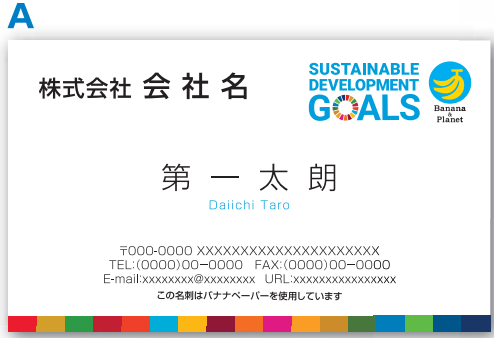 A
株式会社 会社名
SUSTAINABLE
DEVELOPMENT
GOALS
Banana
&
Planet
第一太朗
Daiichi Taro
〒000-0000 XXXXXXXXXXXXXXXXXXXXX
TEL:(0000)00-0000 FAX:(0000)00-0000
E-mail:xxxxxxxx@xxxxxxxx URL:xxxxxxxxxxxxxxxx
この名刺はバナナペーパーを使用しています